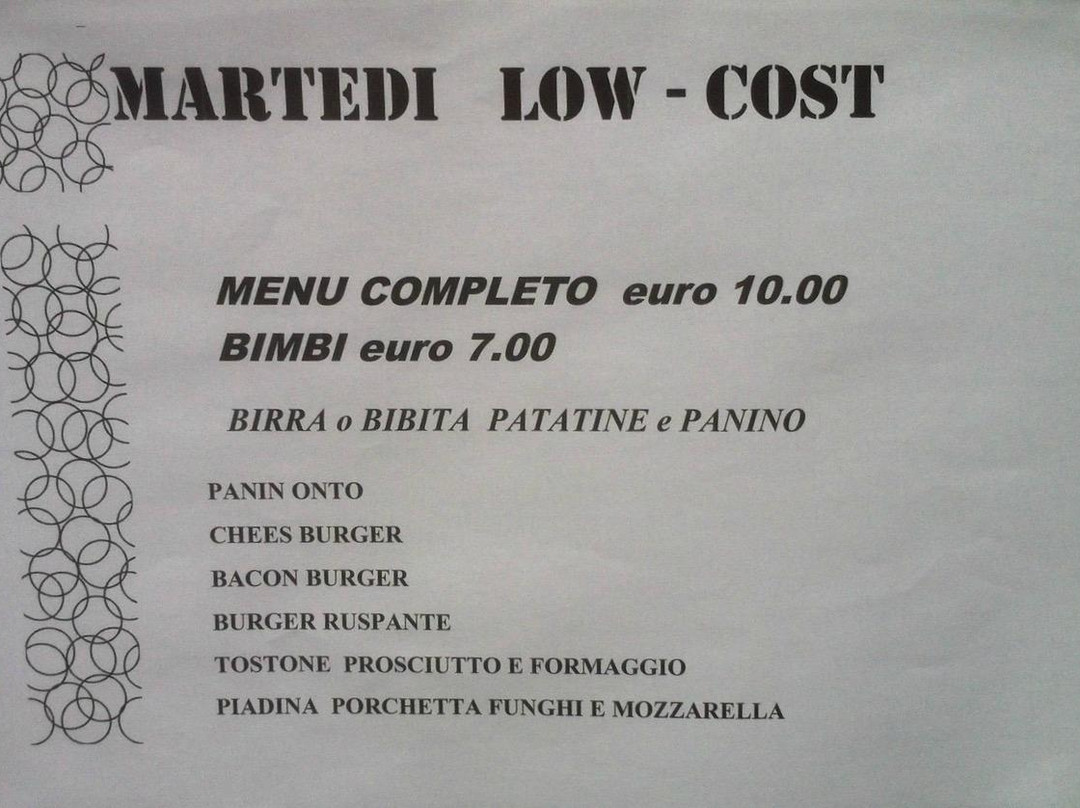 MARTEDI LOW - COST
MENU COMPLETO euro 10.00
BIMBI euro 7.00
BIRRA o BIBITA PATATINE e PANINO
PANIN ONTO
CHEES BURGER
BACON BURGER
BURGER RUSPANTE
TOSTONE PROSCIUTTO E FORMAGGIO
PIADINA PORCHETTA FUNGHI E MOZZARELLA